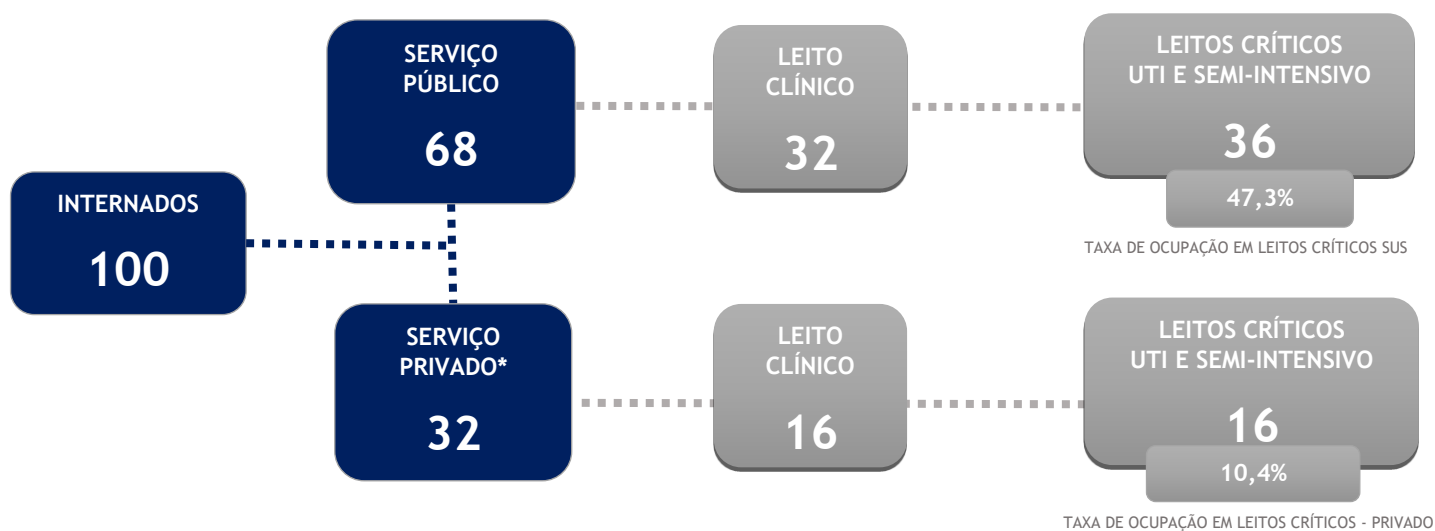 INTERNADOS
100
SERVIÇO
PÚBLICO
68
LEITO
CLÍNICO
32
LEITOS CRÍTICOS
UTI E SEMI-INTENSIVO
36
47,3%
TAXA DE OCUPAÇÃO EM LEITOS CRÍTICOS SUS
SERVIÇO
PRIVADO*
32
LEITO
CLÍNICO
16
LEITOS CRÍTICOS
UTI E SEMI-INTENSIVO
16
10,4%
TAXA DE OCUPAÇÃO EM LEITOS CRÍTICOS - PRIVADO